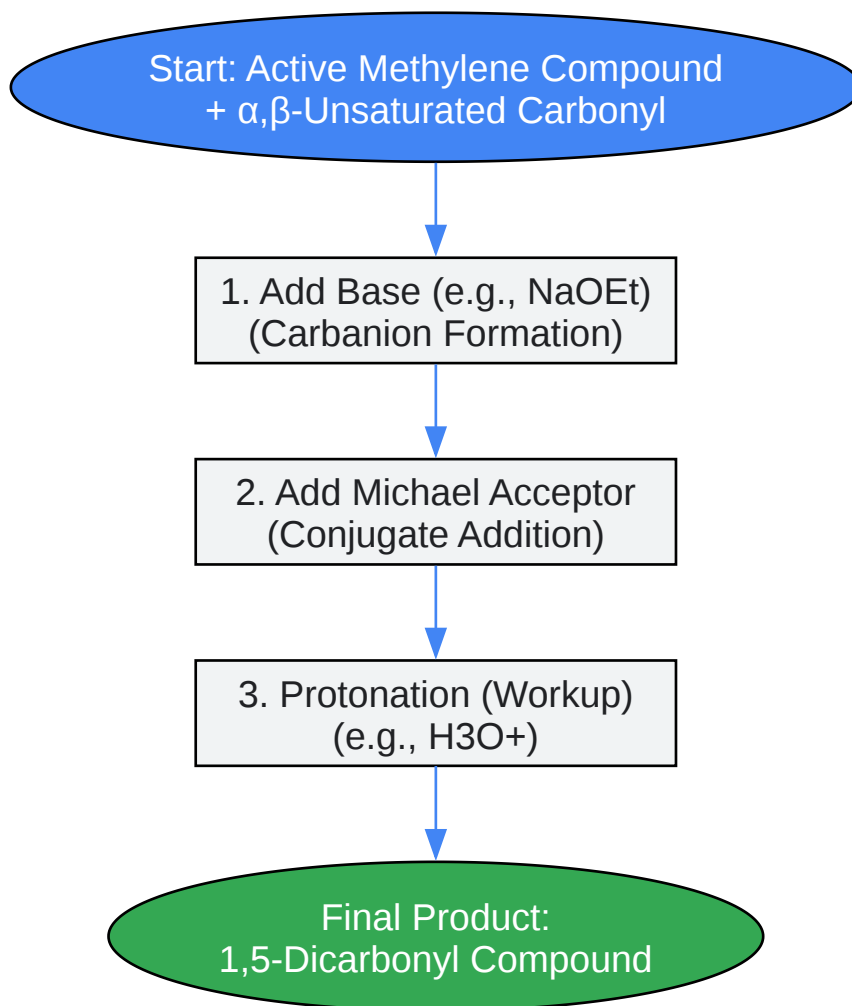 Start: Active Methylene Compound
+ α,β-Unsaturated Carbonyl
1. Add Base (e.g., NaOEt)
(Carbanion Formation)
2. Add Michael Acceptor
(Conjugate Addition)
3. Protonation (Workup)
(e.g., H3O+)
Final Product:
1,5-Dicarbonyl Compound